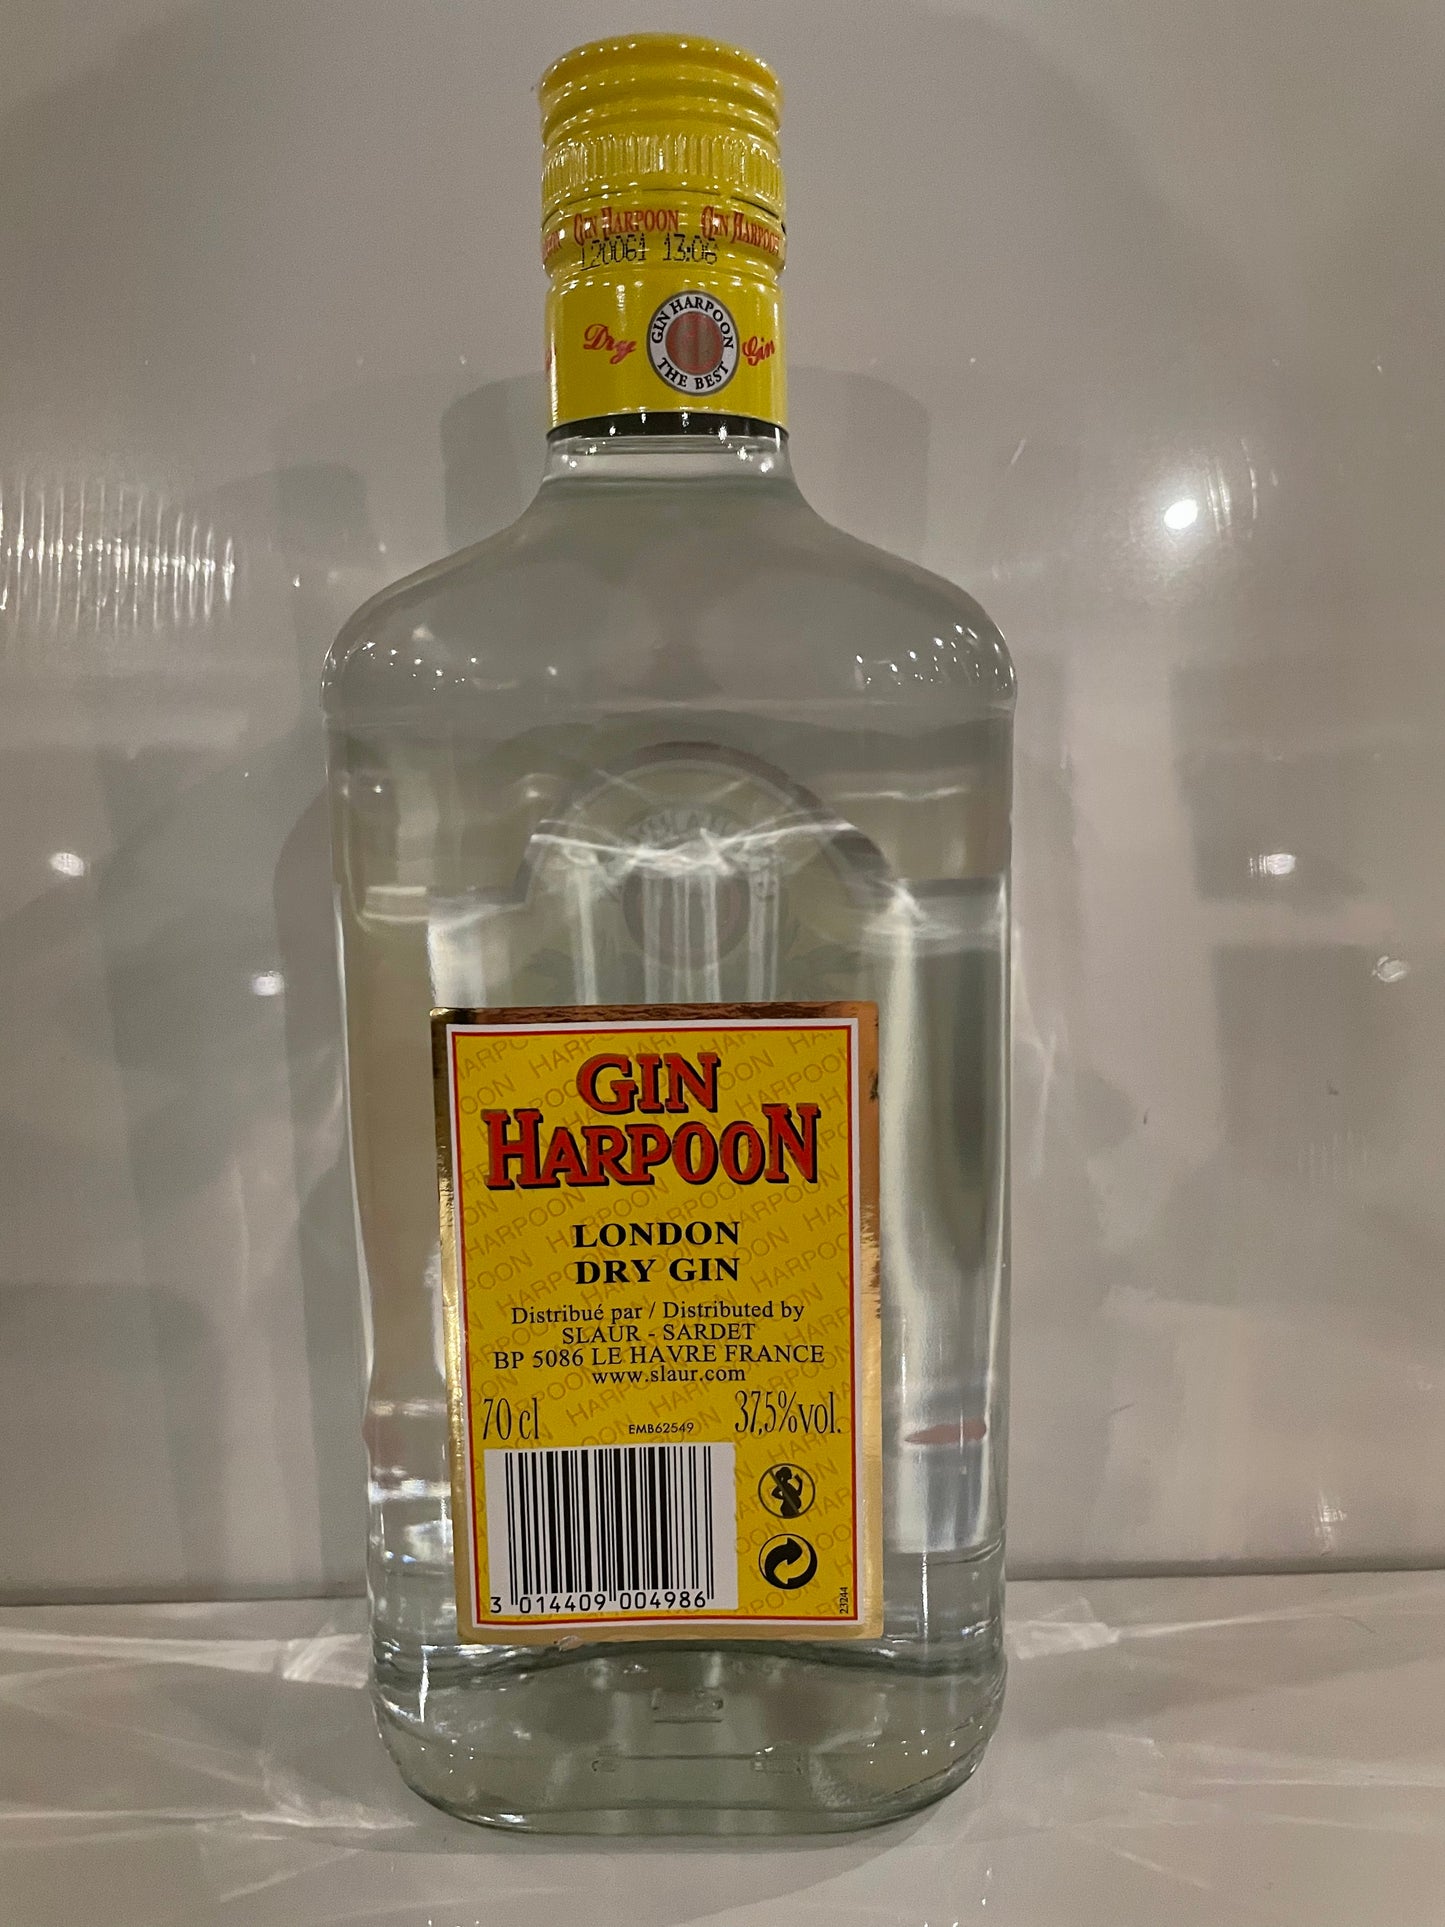 GIN HARPOON GIN HARPOON
L20061 13:06
Dry GIN HARPOON THE BEST Gin
GIN
HARPOON
LONDON
DRY GIN
Distribué par / Distributed by
SLAUR - SARDET
BP 5086 LE HAVRE FRANCE
www.slaur.com
70 cl EMB62549 37,5%vol.
3 014409 004986
23244